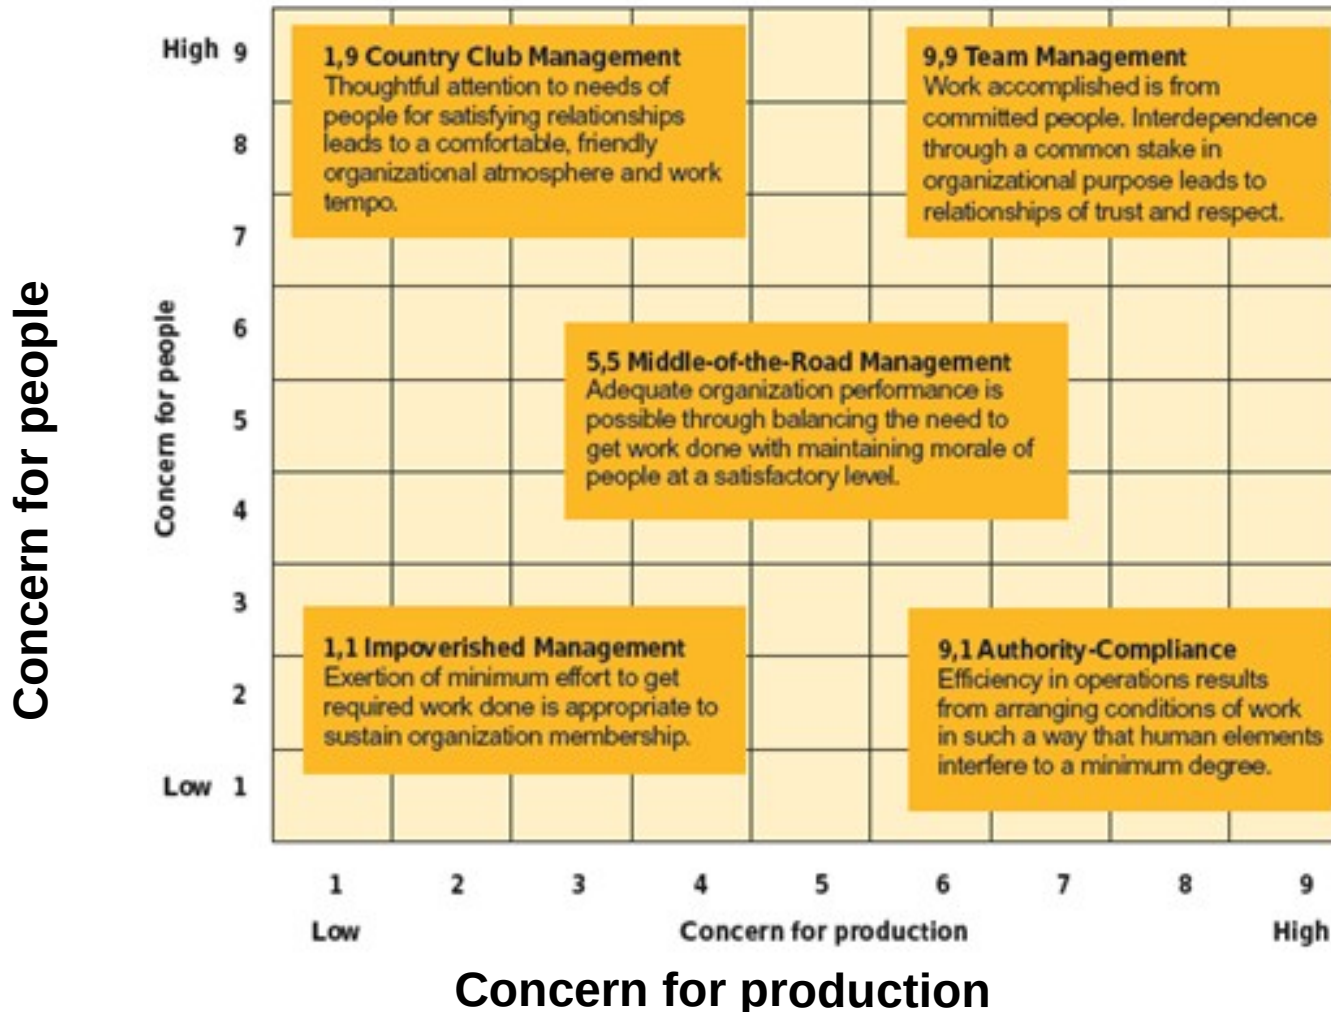 High 9
1,9 Country Club Management
Thoughtful attention to needs of
people for satisfying relationships
leads to a comfortable, friendly
organizational atmosphere and work
tempo.
9,9 Team Management
Work accomplished is from
committed people. Interdependence
through a common stake in
organizational purpose leads to
relationships of trust and respect.
8
7
Concern for people
Concern for people
6
5,5 Middle-of-the-Road Management
Adequate organization performance is
possible through balancing the need to
get work done with maintaining morale of
people at a satisfactory level.
5
4
3
1,1 Impoverished Management
Exertion of minimum effort to get
required work done is appropriate to
sustain organization membership.
9,1 Authority-Compliance
Efficiency in operations results
from arranging conditions of work
in such a way that human elements
interfere to a minimum degree.
2
Low 1
1 2 3 4 5 6 7 8 9
Low Concern for production High
Concern for production